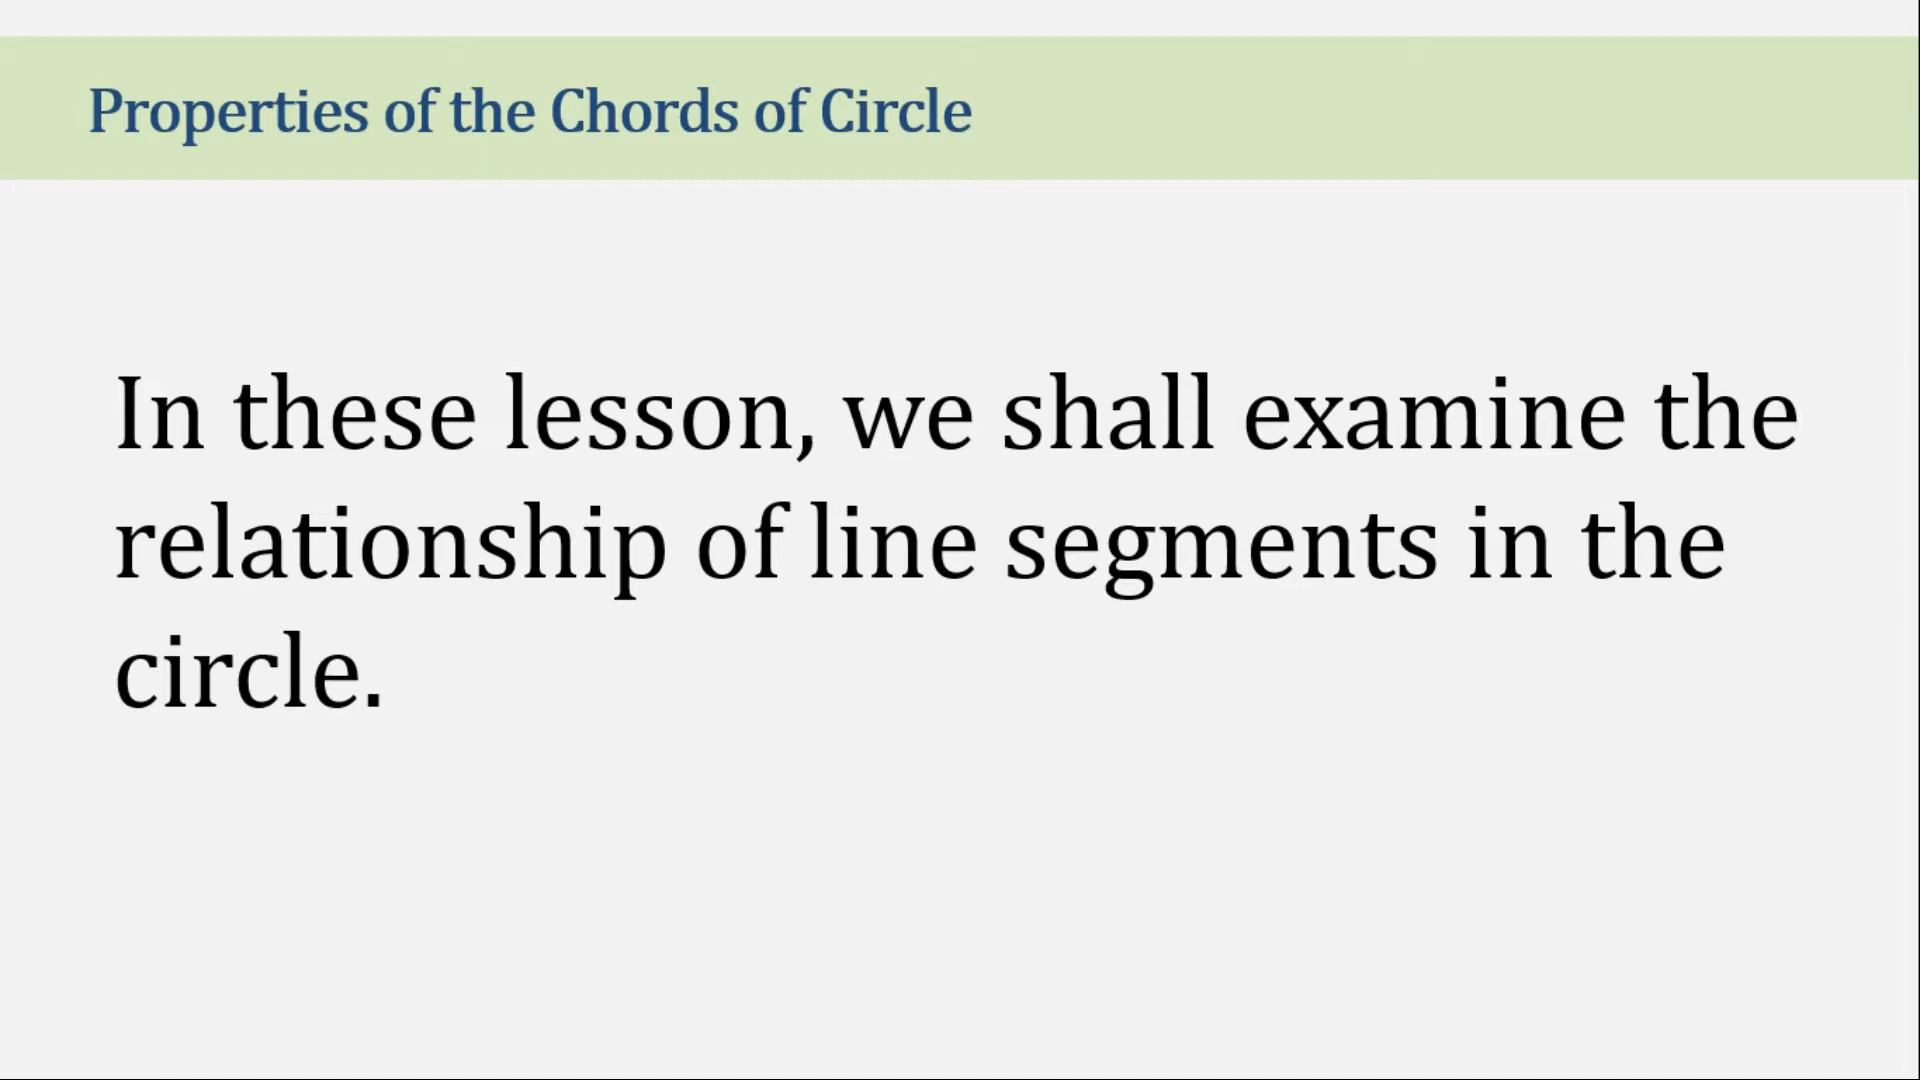 Properties of the Chords of Circle
In these lesson, we shall examine the
relationship of line segments in the
circle.